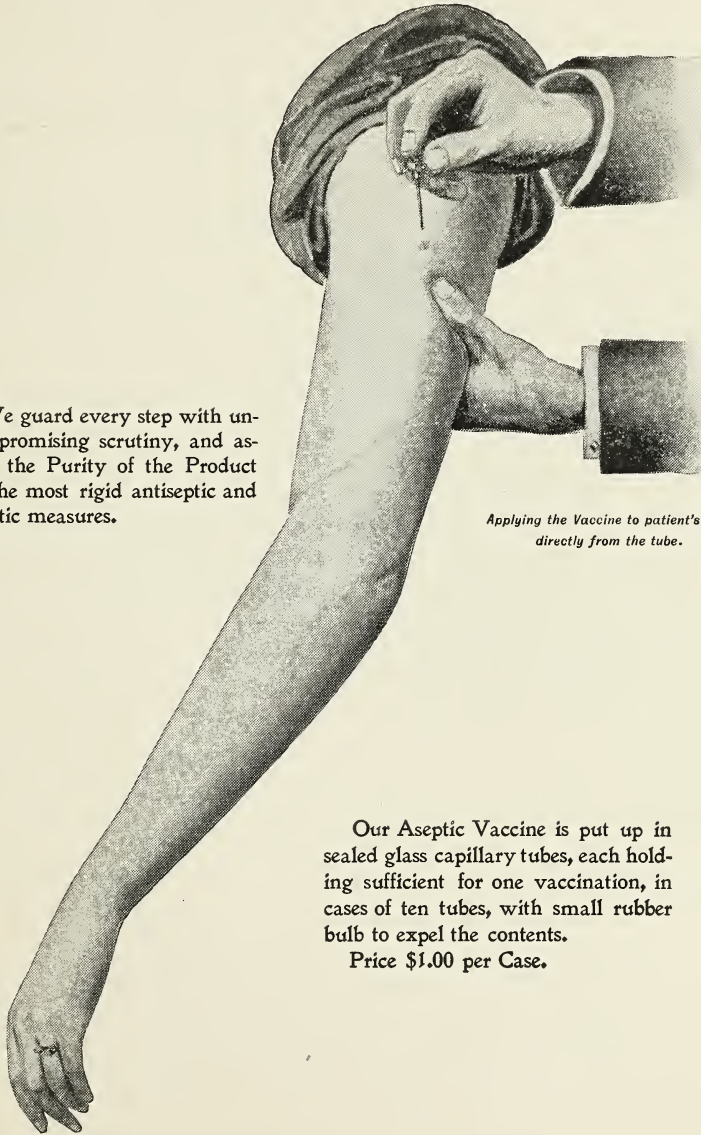 e guard every step with un-
promising scrutiny, and as-
the Purity of the Product
he most rigid antiseptic and
tic measures.
Applying the Vaccine to patient's
directly from the tube.
Our Aseptic Vaccine is put up in
sealed glass capillary tubes, each hold-
ing sufficient for one vaccination, in
cases of ten tubes, with small rubber
bulb to expel the contents.
Price $1.00 per Case.